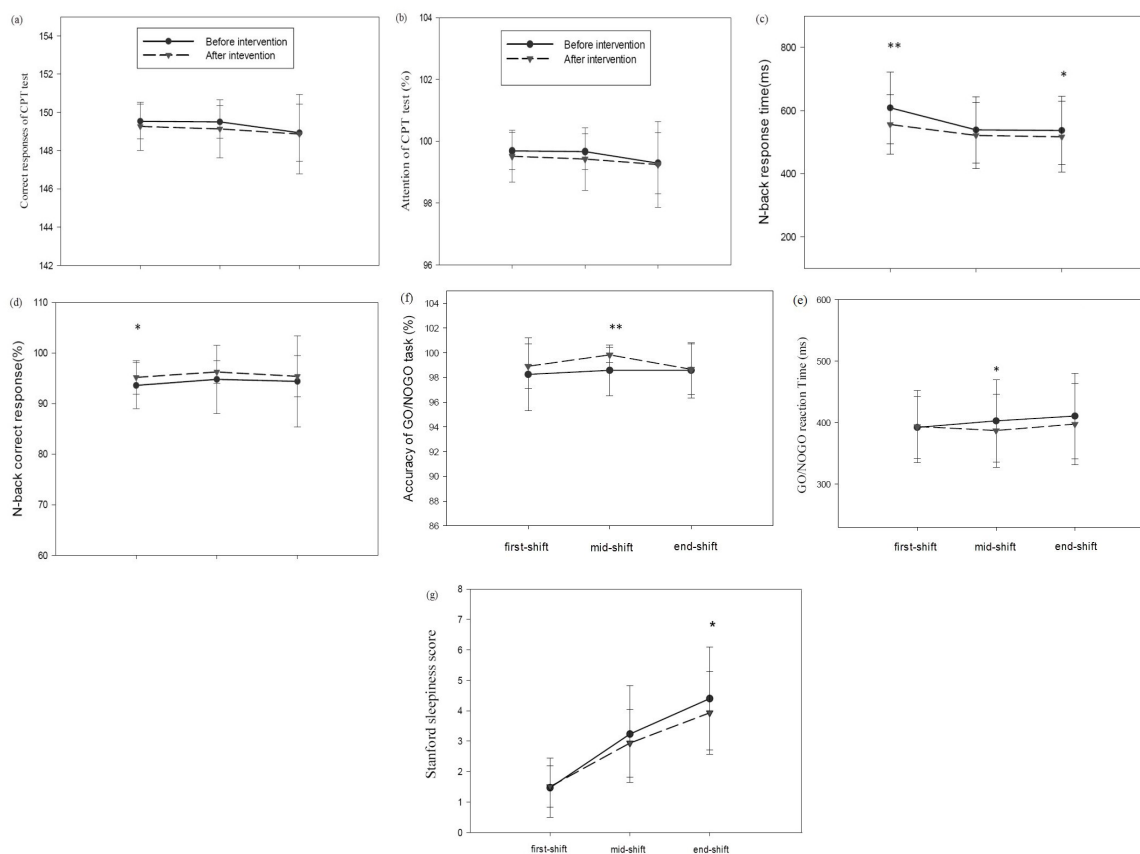 (a)
Correct responses of CPT test
154
152
150
148
146
144
142
Before intervention
After intevention
(b)
Attention of CPT test (%)
104
102
100
98
96
Before intervention
After intervention
(c)
N-back response time(ms)
800
600
400
200
**
*
(d)
N-back correct response(%)
110
100
90
80
70
60
*
(f)
Accuracy of GO/NOGO task (%)
104
102
100
98
96
94
92
90
88
86
**
first-shift mid-shift end-shift
(e)
GO/NOGO reaction Time (ms)
600
500
400
300
*
first-shift mid-shift end-shift
(g)
Stanford sleepiness score
8
7
6
5
4
3
2
1
0
*
first-shift mid-shift end-shift